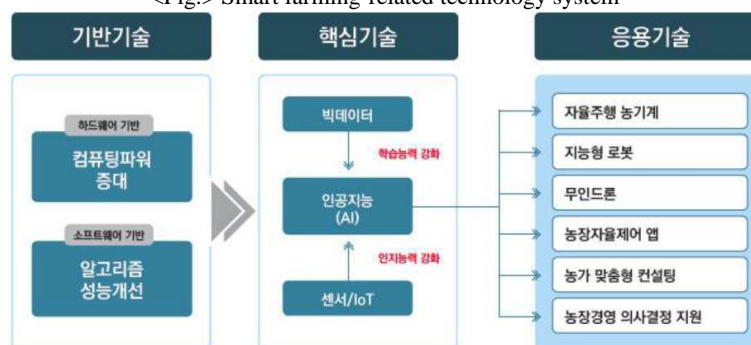 <Fig.> Smart farming related technology system
기반기술
하드웨어 기반
컴퓨팅파워
증대
소프트웨어 기반
알고리즘
성능개선
핵심기술
빅데이터
학습능력 강화
인공지능
(AI)
인지능력 강화
센서/IoT
응용기술
자율주행 농기계
지능형 로봇
무인드론
농장자율제어 앱
농가 맞춤형 컨설팅
농장경영 의사결정 지원